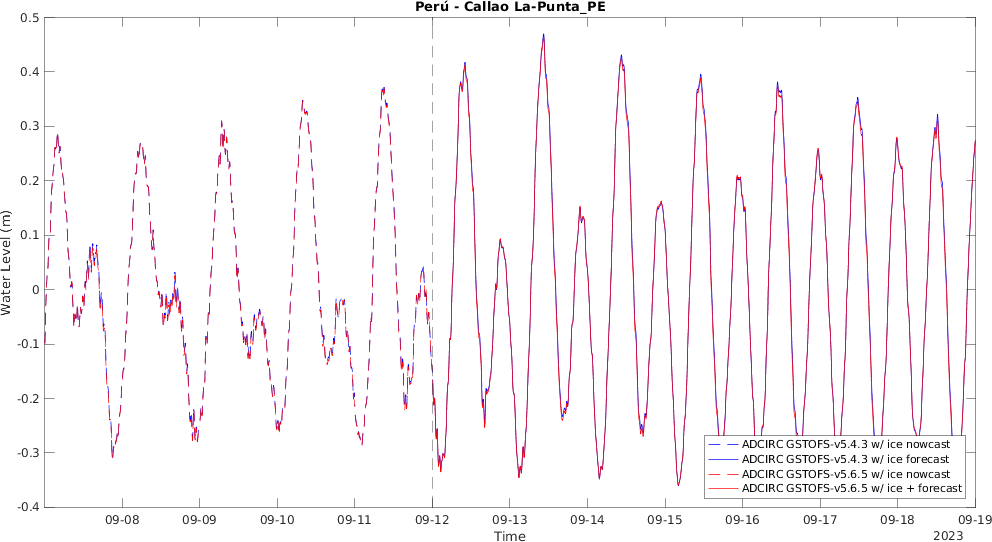 Perú - Callao La-Punta_PE
0.5
0.4
0.3
0.2
0.1
0
-0.1
-0.2
-0.3
-0.4
Water Level (m)
ADCIRC GSTOFS-v5.4.3 w/ ice nowcast
ADCIRC GSTOFS-v5.4.3 w/ ice forecast
ADCIRC GSTOFS-v5.6.5 w/ ice nowcast
ADCIRC GSTOFS-v5.6.5 w/ ice + forecast
09-08 09-09 09-10 09-11 09-12 09-13 09-14 09-15 09-16 09-17 09-18 09-19
Time
2023